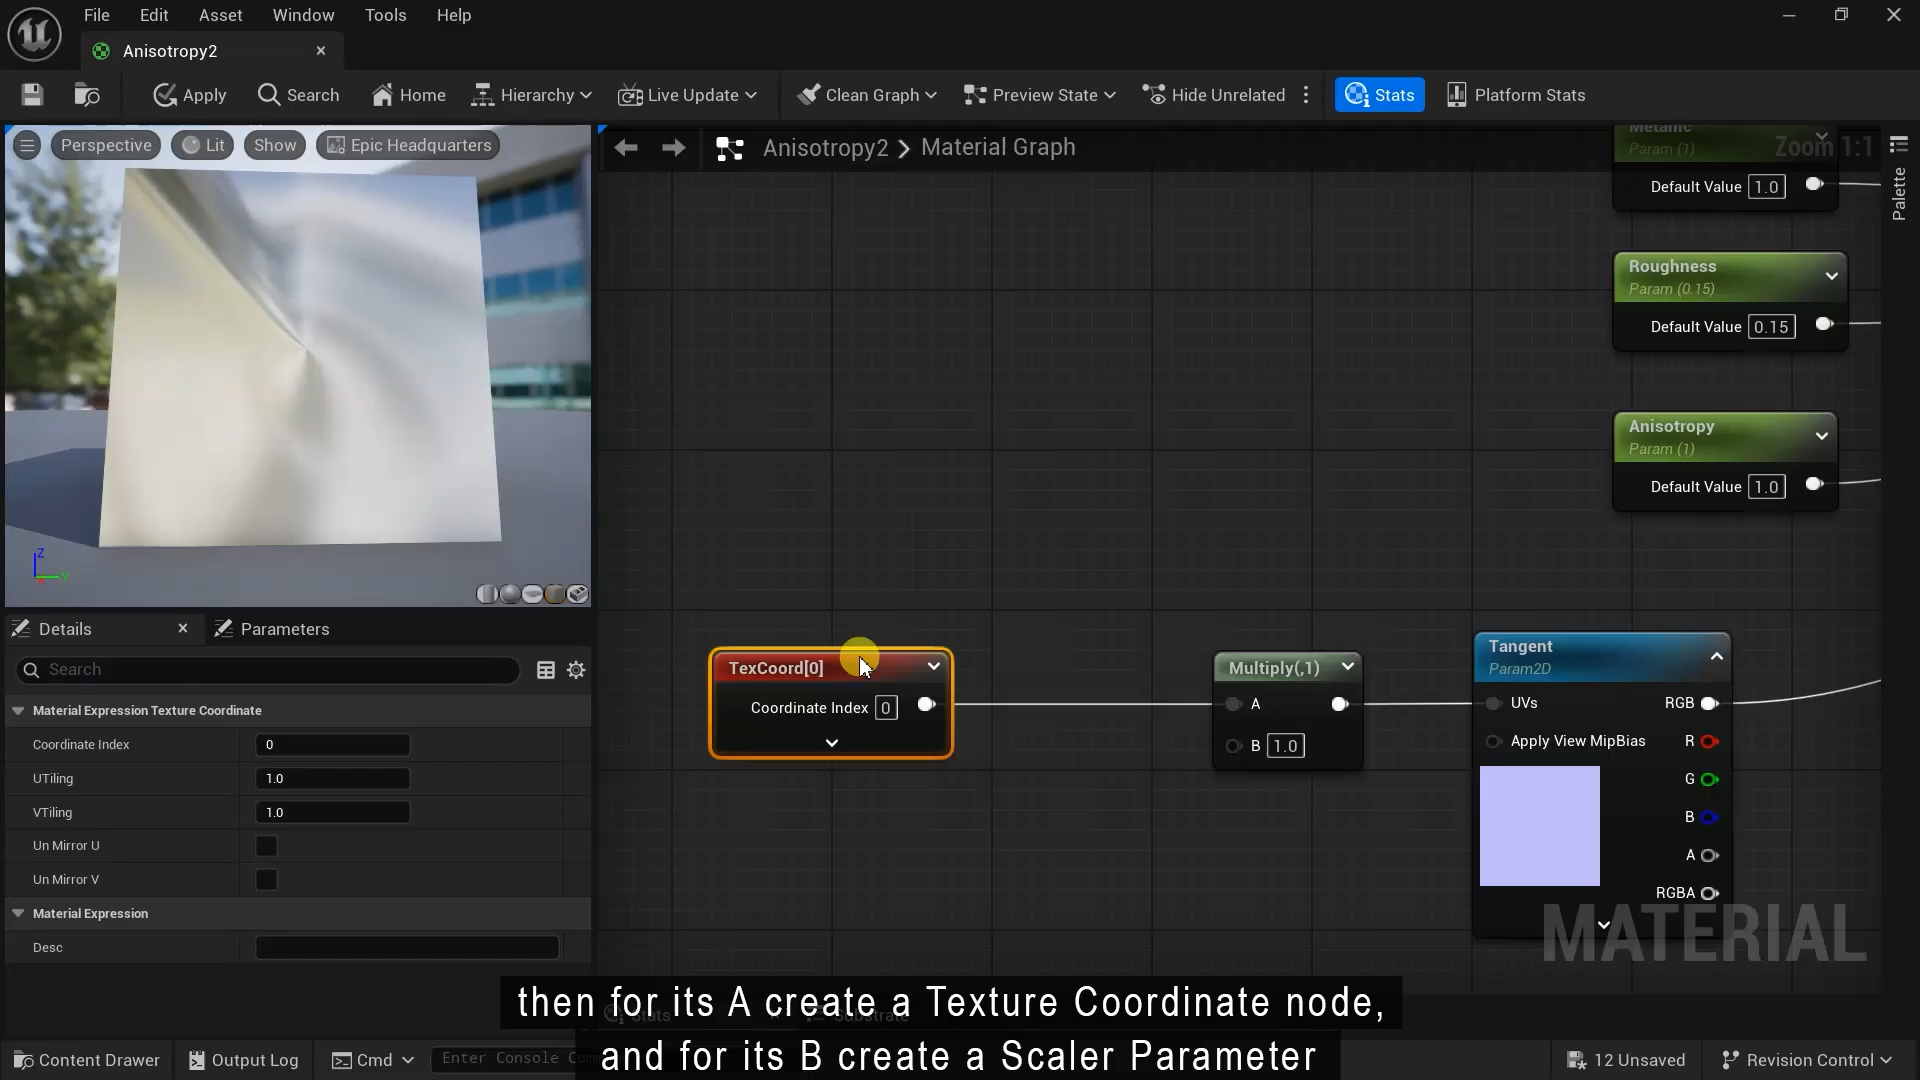 File Edit Asset Window Tools Help
Anisotropy2
Apply Search Home Hierarchy Live Update Clean Graph Preview State Hide Unrelated Stats Platform Stats
Perspective Lit Show Epic Headquarters
Anisotropy2 Material Graph
Zoom 1:1
Palette
Metallic
Param (1)
Default Value 1.0
Roughness
Param (0.15)
Default Value 0.15
Anisotropy
Param (1)
Default Value 1.0
Z
Y
TexCoord[0]
Coordinate Index 0
Multiply(,1)
A
B 1.0
Tangent
Param2D
UVs RGB
Apply View MipBias R
G
B
A
RGBA
MATERIAL
Details Parameters
Search
Material Expression Texture Coordinate
Coordinate Index 0
UTiling 1.0
VTiling 1.0
Un Mirror U
Un Mirror V
Material Expression
Desc
Stats Substrate
then for its A create a Texture Coordinate node,
and for its B create a Scaler Parameter
Content Drawer Output Log Cmd Enter Console 12 Unsaved Revision Control